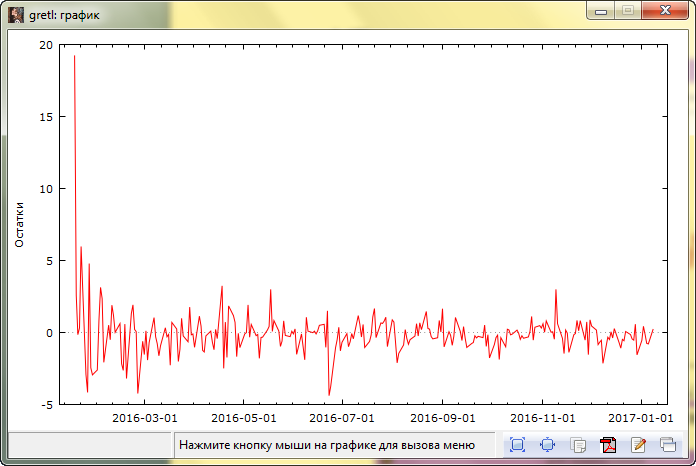 gretl: график
20
15
10
5
0
-5
Остатки
2016-03-01 2016-05-01 2016-07-01 2016-09-01 2016-11-01 2017-01-01
Нажмите кнопку мыши на графике для вызова меню